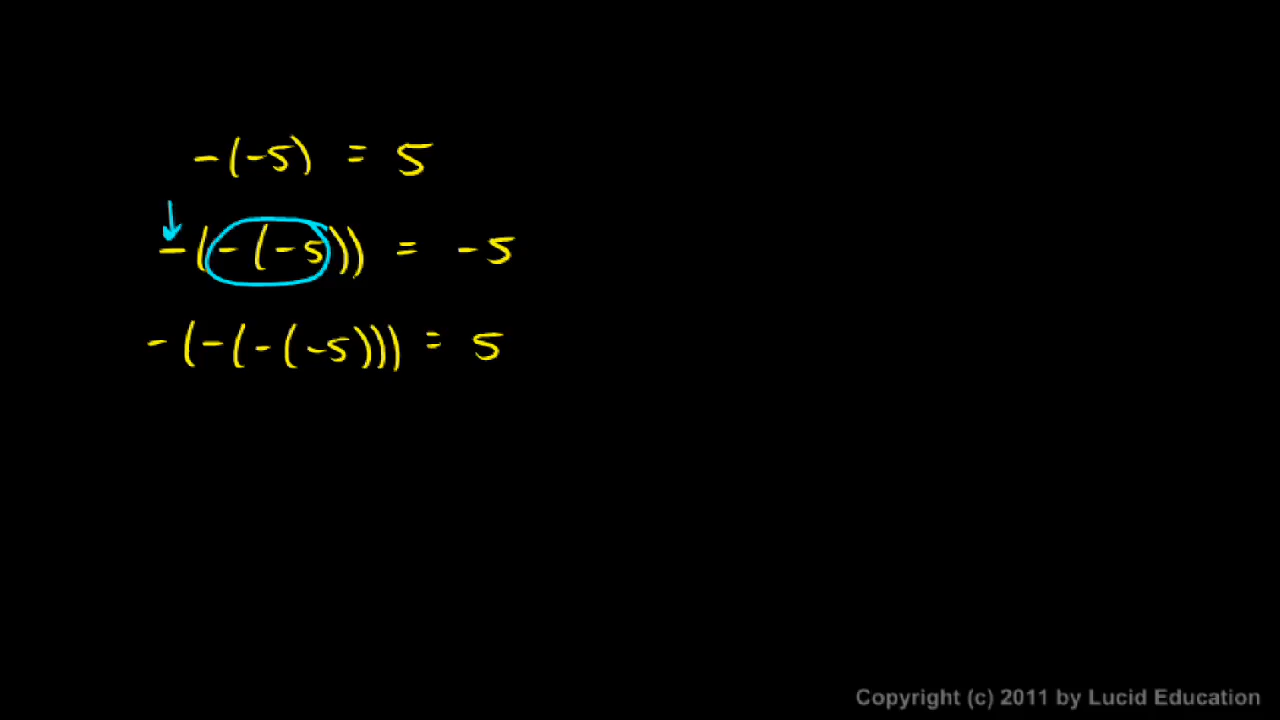 -(-5) = 5
-(-(-5)) = -5
-(-(-(-5))) = 5
Copyright (c) 2011 by Lucid Education